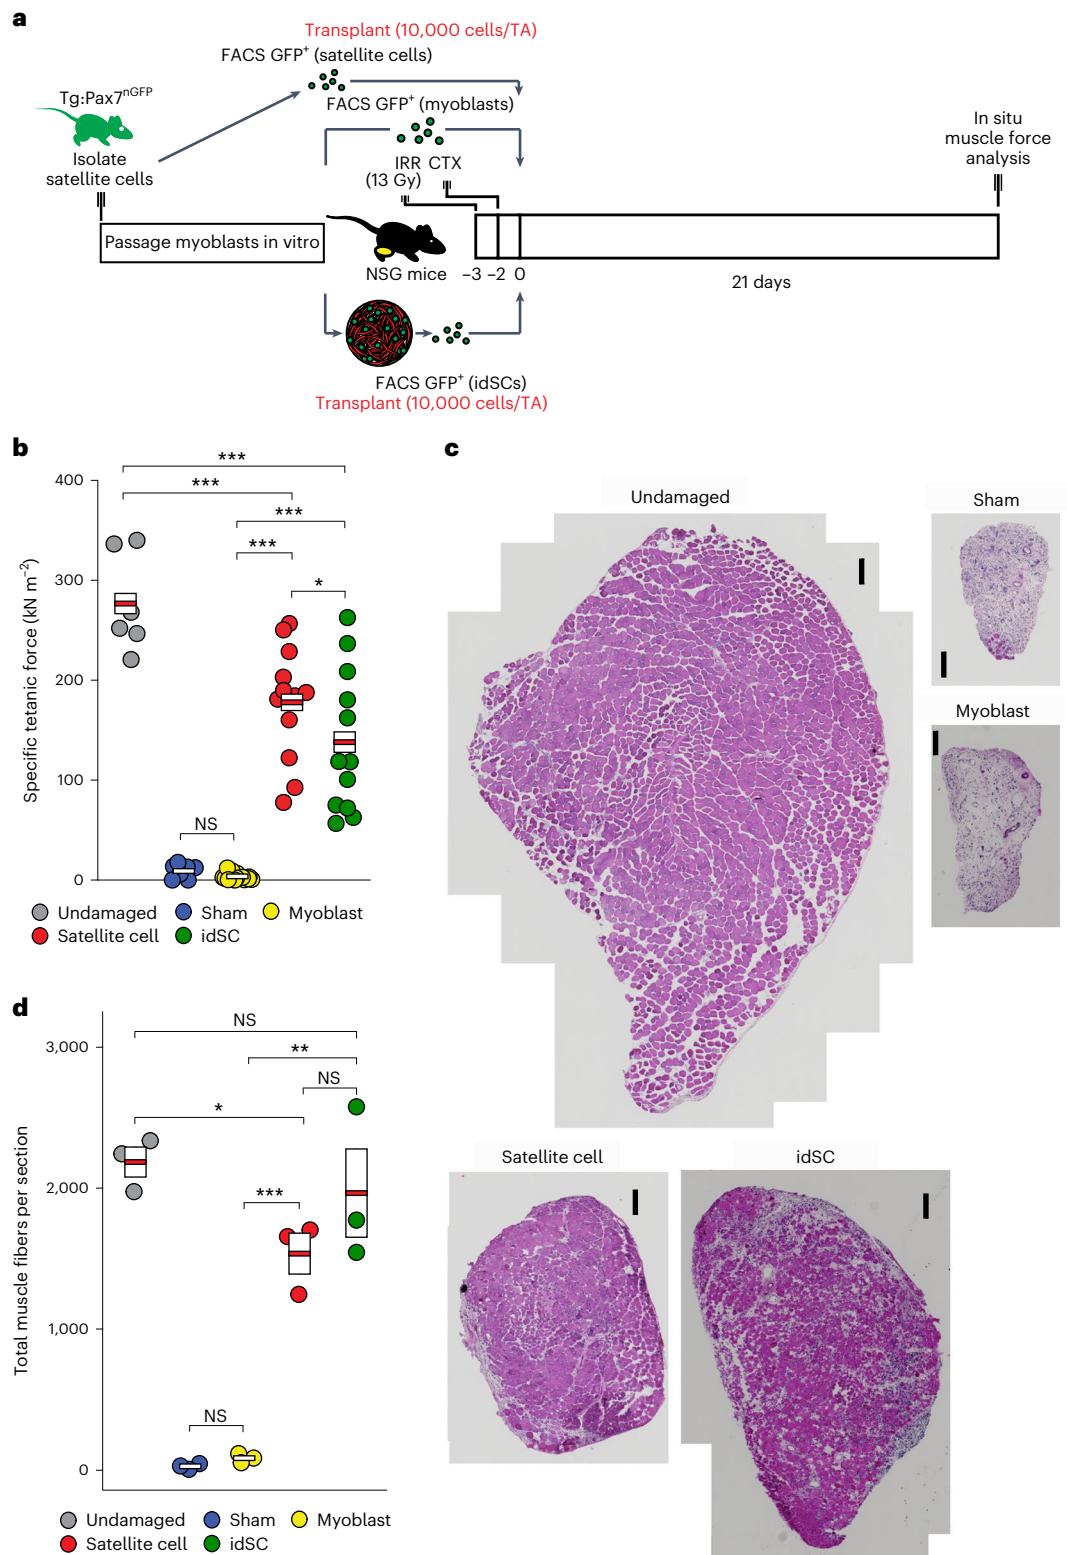 a
Transplant (10,000 cells/TA)
FACS GFP⁺ (satellite cells)
Tg:Pax7ⁿᴳᶠᴾ
FACS GFP⁺ (myoblasts)
In situ
muscle force
analysis
Isolate
satellite cells
IRR CTX
(13 Gy)
Passage myoblasts in vitro
NSG mice
−3 −2 0
21 days
FACS GFP⁺ (idSCs)
Transplant (10,000 cells/TA)
b
Specific tetanic force (kN m⁻²)
400
300
200
100
0
***
***
***
***
*
NS
Undamaged
Sham
Myoblast
Satellite cell
idSC
c
Undamaged
Sham
Myoblast
Satellite cell
idSC
d
Total muscle fibers per section
3,000
2,000
1,000
0
NS
**
NS
*
***
NS
Undamaged
Sham
Myoblast
Satellite cell
idSC